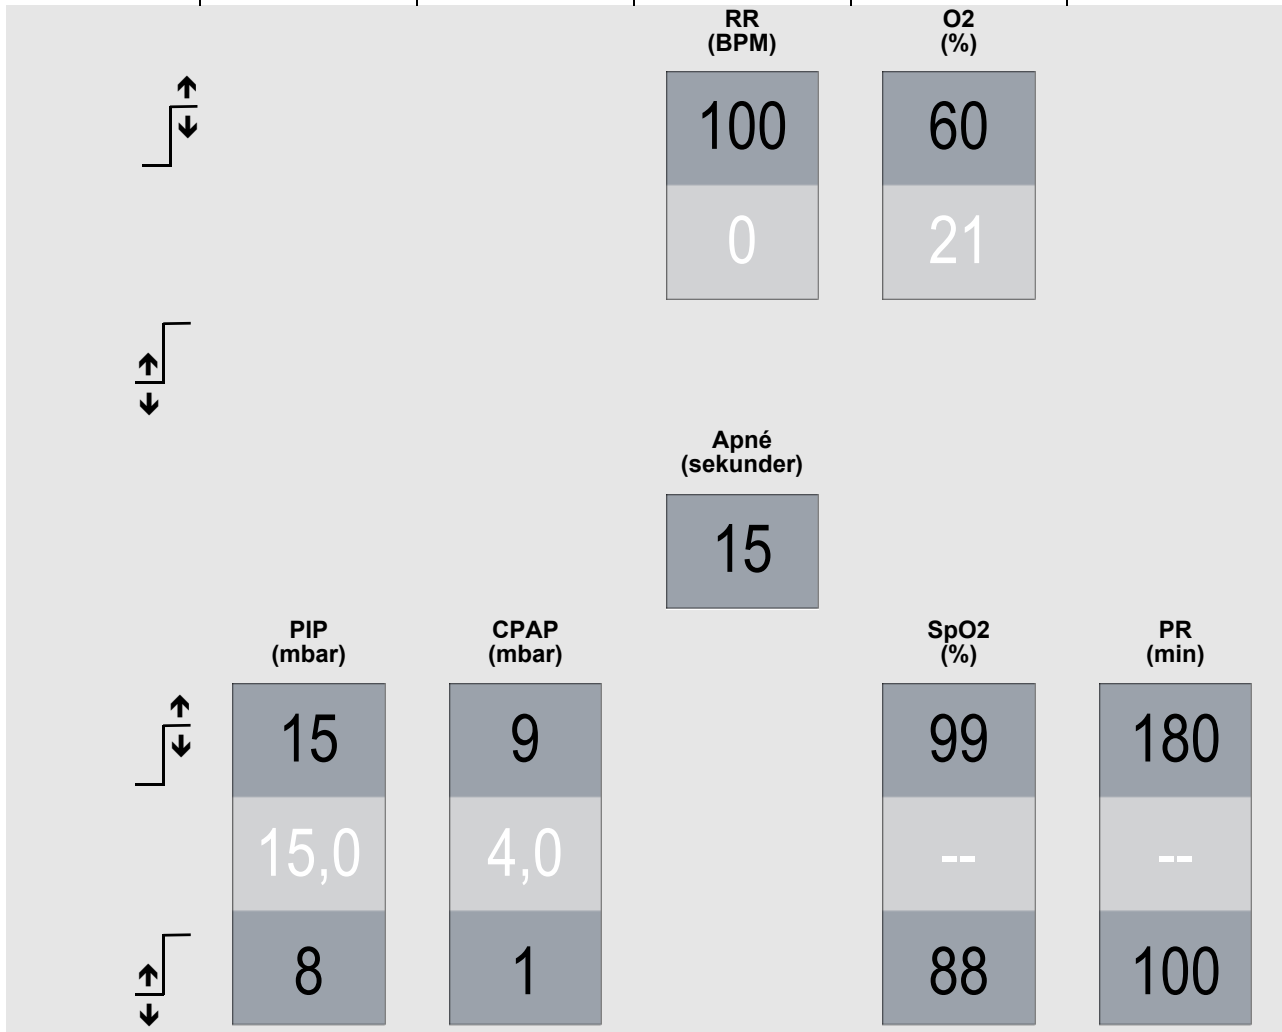 RR
(BPM)
O2
(%)
100
60
0
21
Apné
(sekunder)
15
PIP
(mbar)
CPAP
(mbar)
SpO2
(%)
PR
(min)
15
9
99
180
15,0
4,0
--
--
8
1
88
100